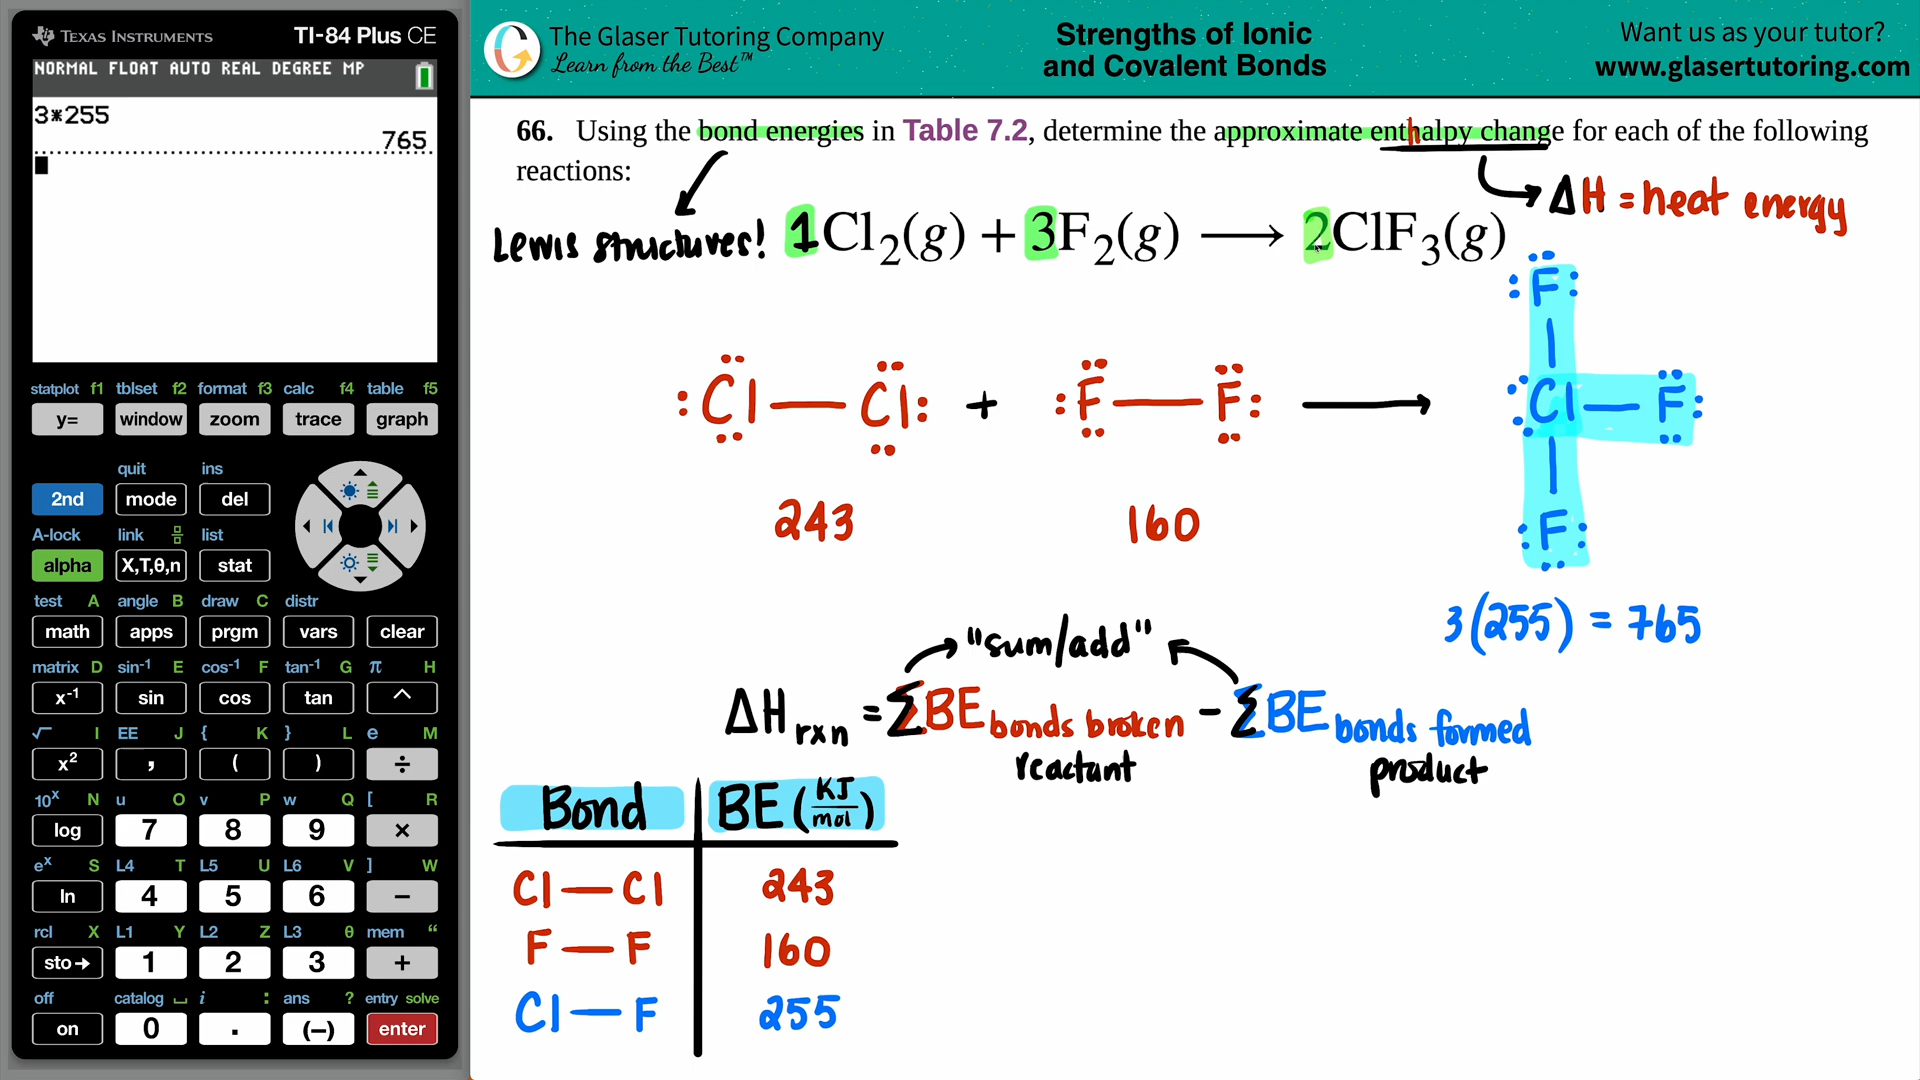 TEXAS INSTRUMENTS TI-84 Plus CE
NORMAL FLOAT AUTO REAL DEGREE MP
3*255
765
statplot f1 tblset f2 format f3 calc f4 table f5
y= window zoom trace graph
quit ins
2nd mode del
A-lock link list
alpha X,T,θ,n stat
test A angle B draw C distr
math apps prgm vars clear
matrix D sin⁻¹ E cos⁻¹ F tan⁻¹ G π H
x⁻¹ sin cos tan ^
√ I EE J { K } L e M
x² , ( ) ÷
10ˣ N u O v P w Q [ R
log 7 8 9 ×
eˣ S L4 T L5 U L6 V ] W
ln 4 5 6 −
rcl X L1 Y L2 Z L3 θ mem "
sto→ 1 2 3 +
off catalog ⎵ i : ans ? entry solve
on 0 . (−) enter
The Glaser Tutoring Company
Learn from the Best™
Strengths of Ionic
and Covalent Bonds
Want us as your tutor?
www.glasertutoring.com
66. Using the bond energies in Table 7.2, determine the approximate enthalpy change for each of the following
reactions:
ΔH = heat energy
Lewis structures! 1Cl₂(g) + 3F₂(g) ⟶ 2ClF₃(g)
F
Cl — Cl + F — F ⟶ Cl — F
F
243 160
3(255) = 765
"sum/add"
ΔHrxn = ΣBE bonds broken − ΣBE bonds formed
reactant product
Bond BE (KJ/mol)
Cl — Cl 243
F — F 160
Cl — F 255